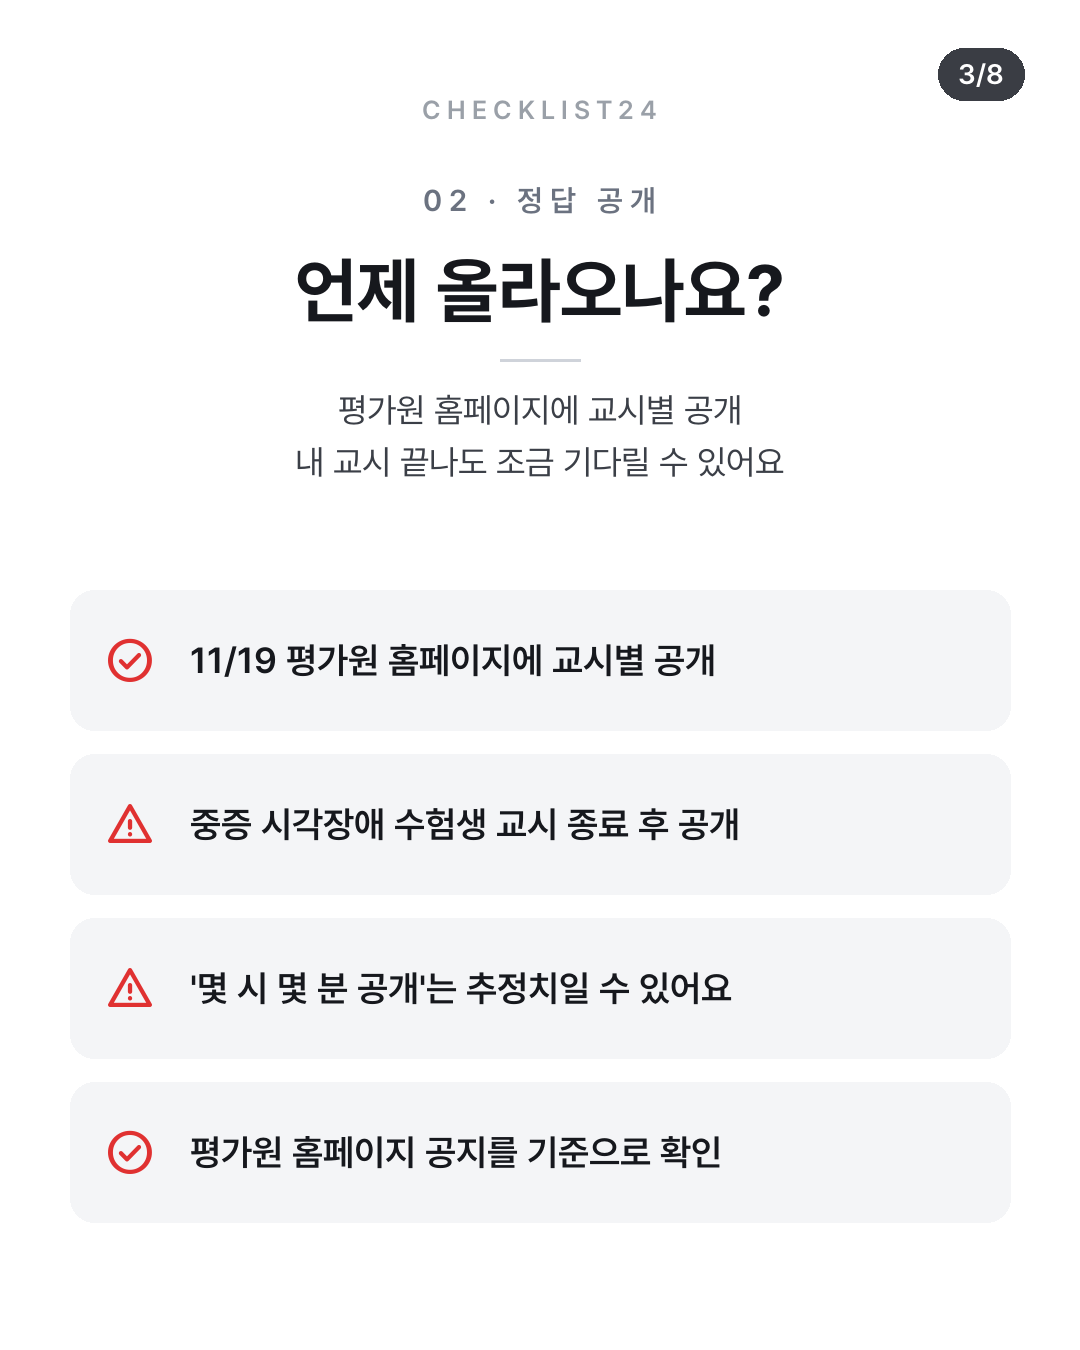 3/8
CHECKLIST24
02 · 정답 공개
언제 올라오나요?
평가원 홈페이지에 교시별 공개
내 교시 끝나도 조금 기다릴 수 있어요
11/19 평가원 홈페이지에 교시별 공개
중증 시각장애 수험생 교시 종료 후 공개
'몇 시 몇 분 공개'는 추정치일 수 있어요
평가원 홈페이지 공지를 기준으로 확인